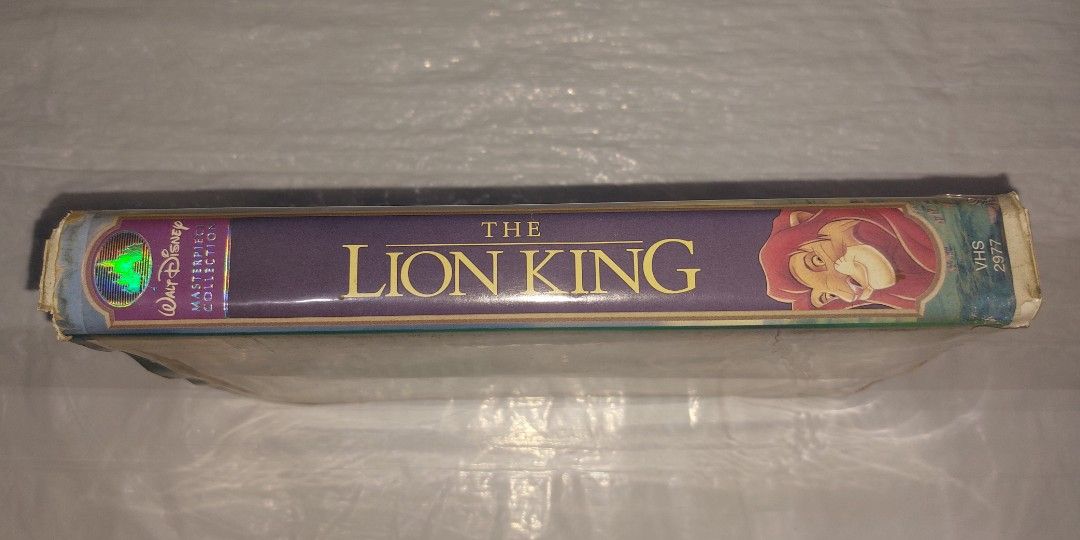 WALT DISNEY
MASTERPIECE
COLLECTION
THE
LION KING
VHS
2977